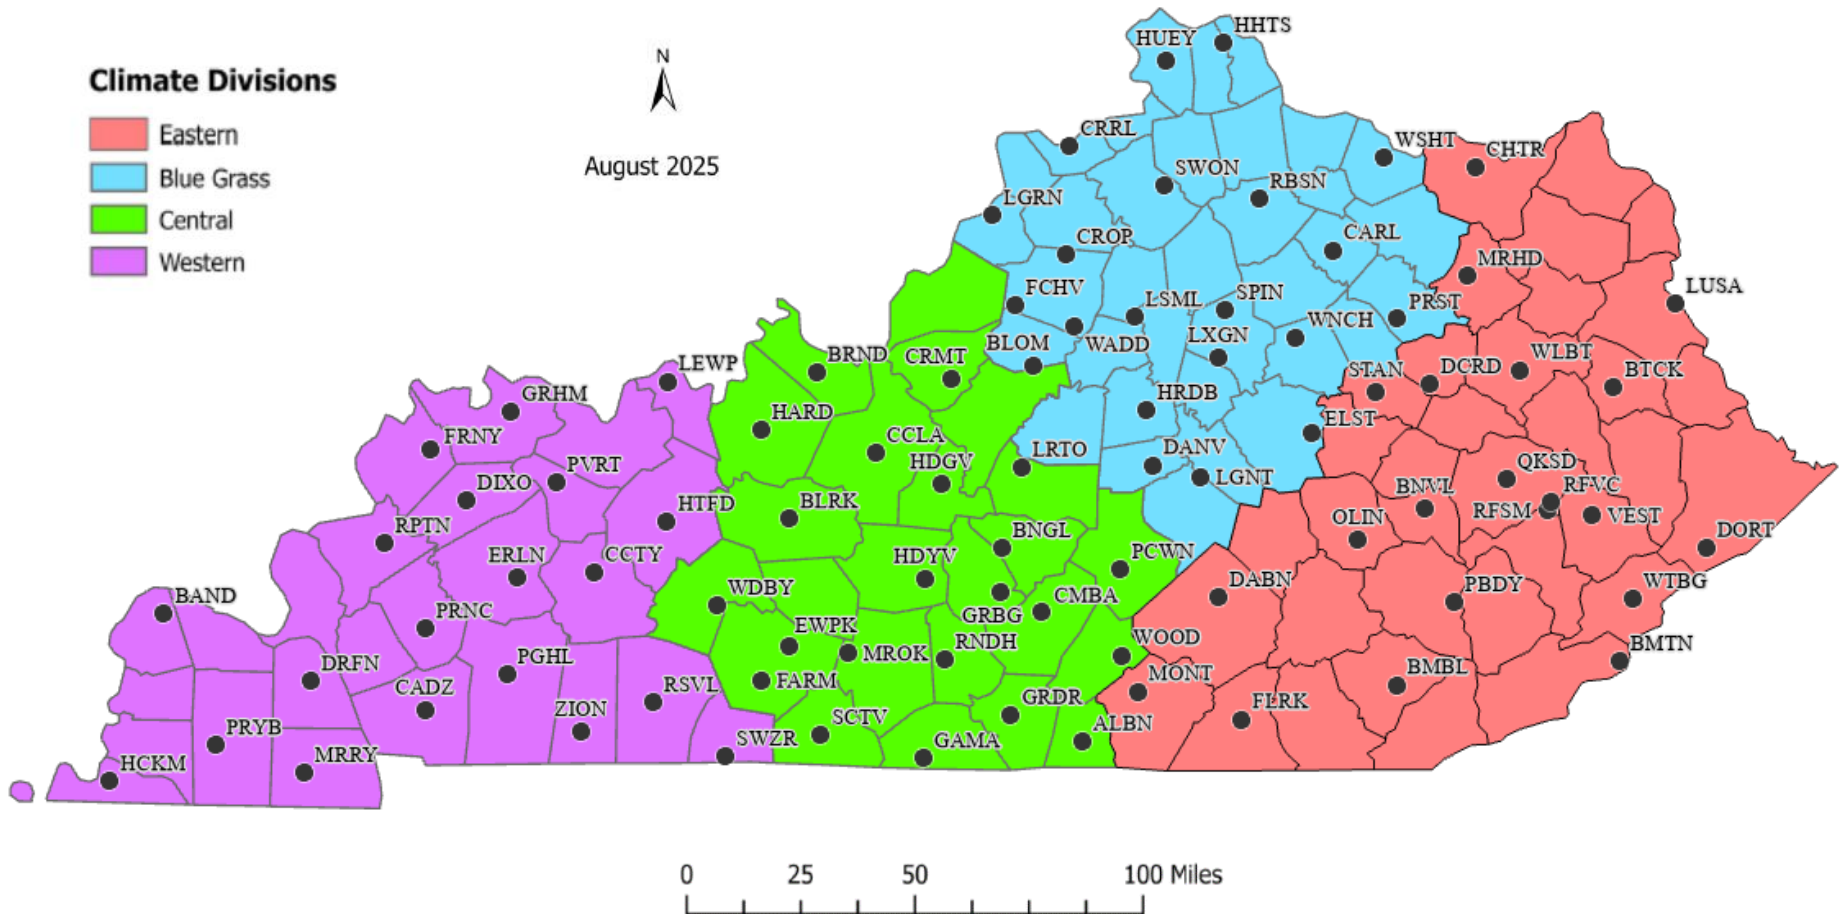 HHTS
HUEY
N
Climate Divisions
Eastern
Blue Grass
Central
Western
August 2025
CRRL
WSHT
CHTR
SWON
RBSN
LGRN
CROP
CARL
MRHD
LUSA
FCHV
LSML
SPIN
PRST
WNCH
LXGN
WADD
BLOM
BRND
CRMT
LEWP
STAN
DCRD
WLBT
BTCK
GRHM
HARD
HRDB
ELST
FRNY
CCLA
LRTO
DANV
HDGV
PVRT
DIXO
LGNT
QKSD
BNVL
RFVC
HTFD
BLRK
RFSM
VEST
OLIN
RPTN
DORT
BNGL
ERLN
CCTY
HDYV
PCWN
WDBY
DABN
PBDY
WTBG
BAND
CMBA
PRNC
GRBG
EWPK
RNDH
WOOD
BMTN
MROK
DRFN
PGHL
CADZ
RSVL
FARM
MONT
BMBL
GRDR
FLRK
ZION
SCTV
ALBN
PRYB
SWZR
GAMA
MRRY
HCKM
0 25 50 100 Miles